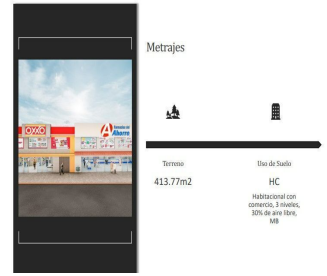 Metrajes
OXXO
A
Ahorro
Terreno
Uso de Suelo
413.77m2
HC
Habitacional con
comercio, 3 niveles,
30% de aire libre,
MB